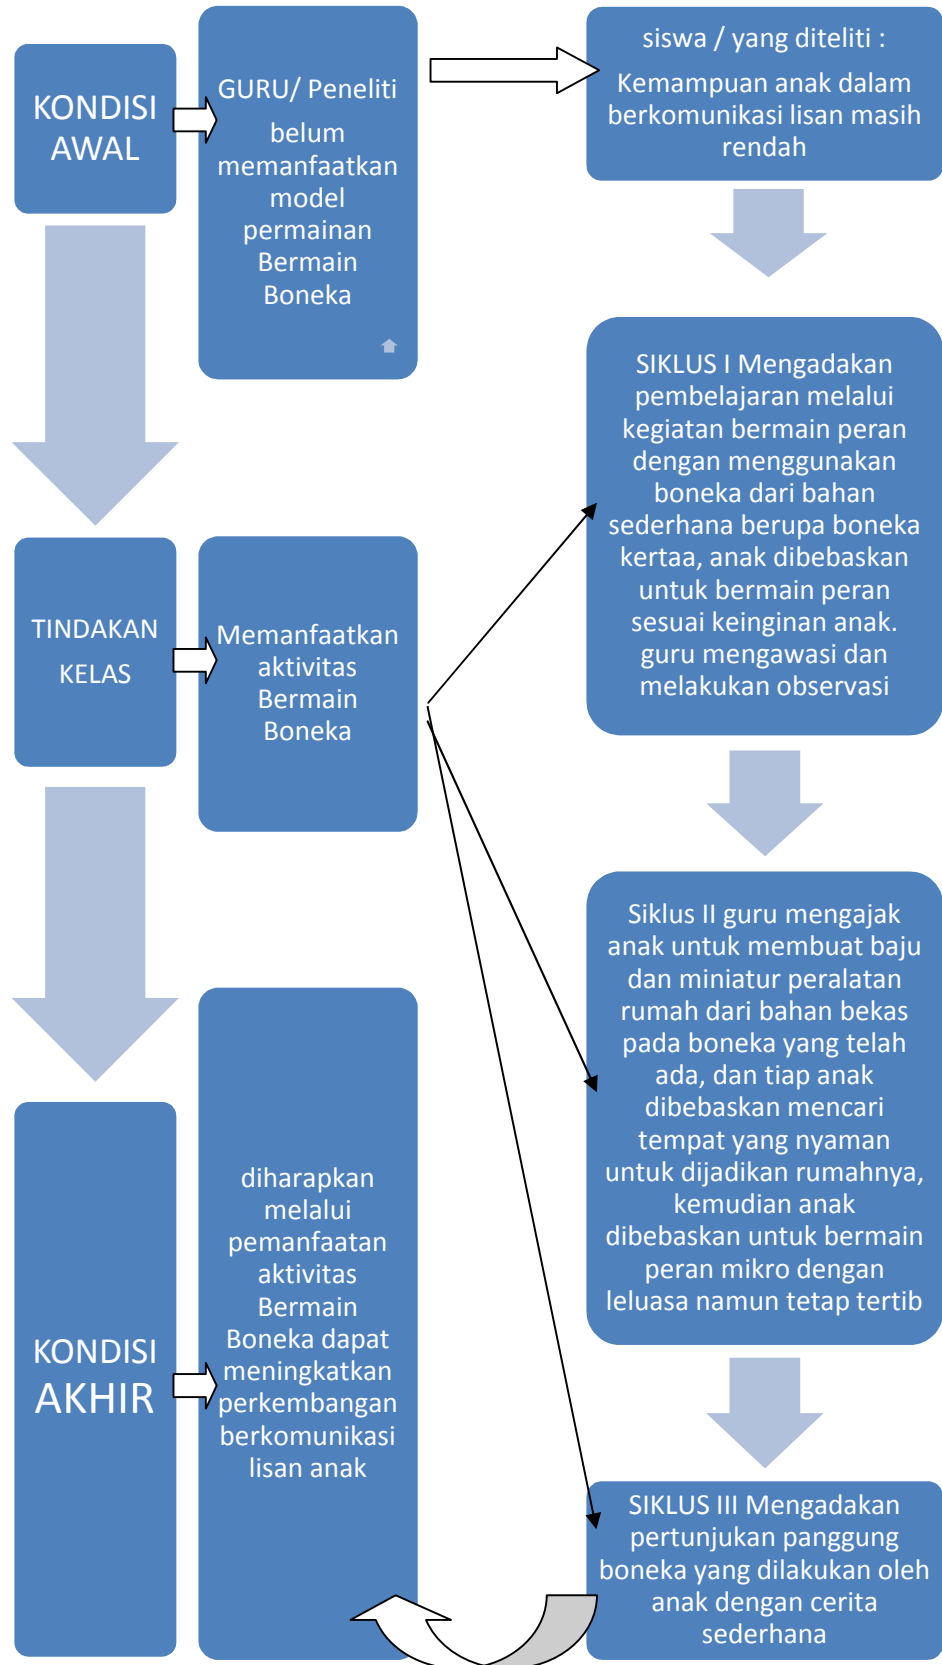 KONDISI
AWAL
GURU/ Peneliti
belum
memanfaatkan
model
permainan
Bermain
Boneka
siswa / yang diteliti :
Kemampuan anak dalam
berkomunikasi lisan masih
rendah
TINDAKAN
KELAS
Memanfaatkan
aktivitas
Bermain
Boneka
SIKLUS I Mengadakan
pembelajaran melalui
kegiatan bermain peran
dengan menggunakan
boneka dari bahan
sederhana berupa boneka
kertaa, anak dibebaskan
untuk bermain peran
sesuai keinginan anak.
guru mengawasi dan
melakukan observasi
Siklus II guru mengajak
anak untuk membuat baju
dan miniatur peralatan
rumah dari bahan bekas
pada boneka yang telah
ada, dan tiap anak
dibebaskan mencari
tempat yang nyaman
untuk dijadikan rumahnya,
kemudian anak
dibebaskan untuk bermain
peran mikro dengan
leluasa namun tetap tertib
SIKLUS III Mengadakan
pertunjukan panggung
boneka yang dilakukan oleh
anak dengan cerita
sederhana
KONDISI
AKHIR
diharapkan
melalui
pemanfaatan
aktivitas
Bermain
Boneka dapat
meningkatkan
perkembangan
berkomunikasi
lisan anak